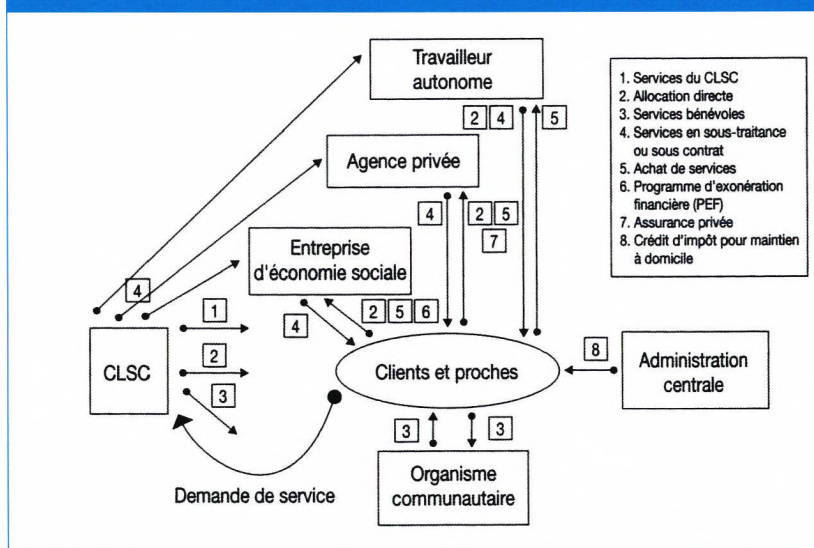 Travailleur
autonome
1. Services du CLSC
2. Allocation directe
3. Services bénévoles
4. Services en sous-traitance
ou sous contrat
5. Achat de services
6. Programme d'exonération
financière (PEF)
7. Assurance privée
8. Crédit d'impôt pour maintien
à domicile
2 4 5
Agence privée
4 2 5
7
Entreprise
d'économie sociale
4
1
2 5 6
4
2
CLSC
3
Clients et proches
8
Administration
centrale
3 3
Demande de service
Organisme
communautaire